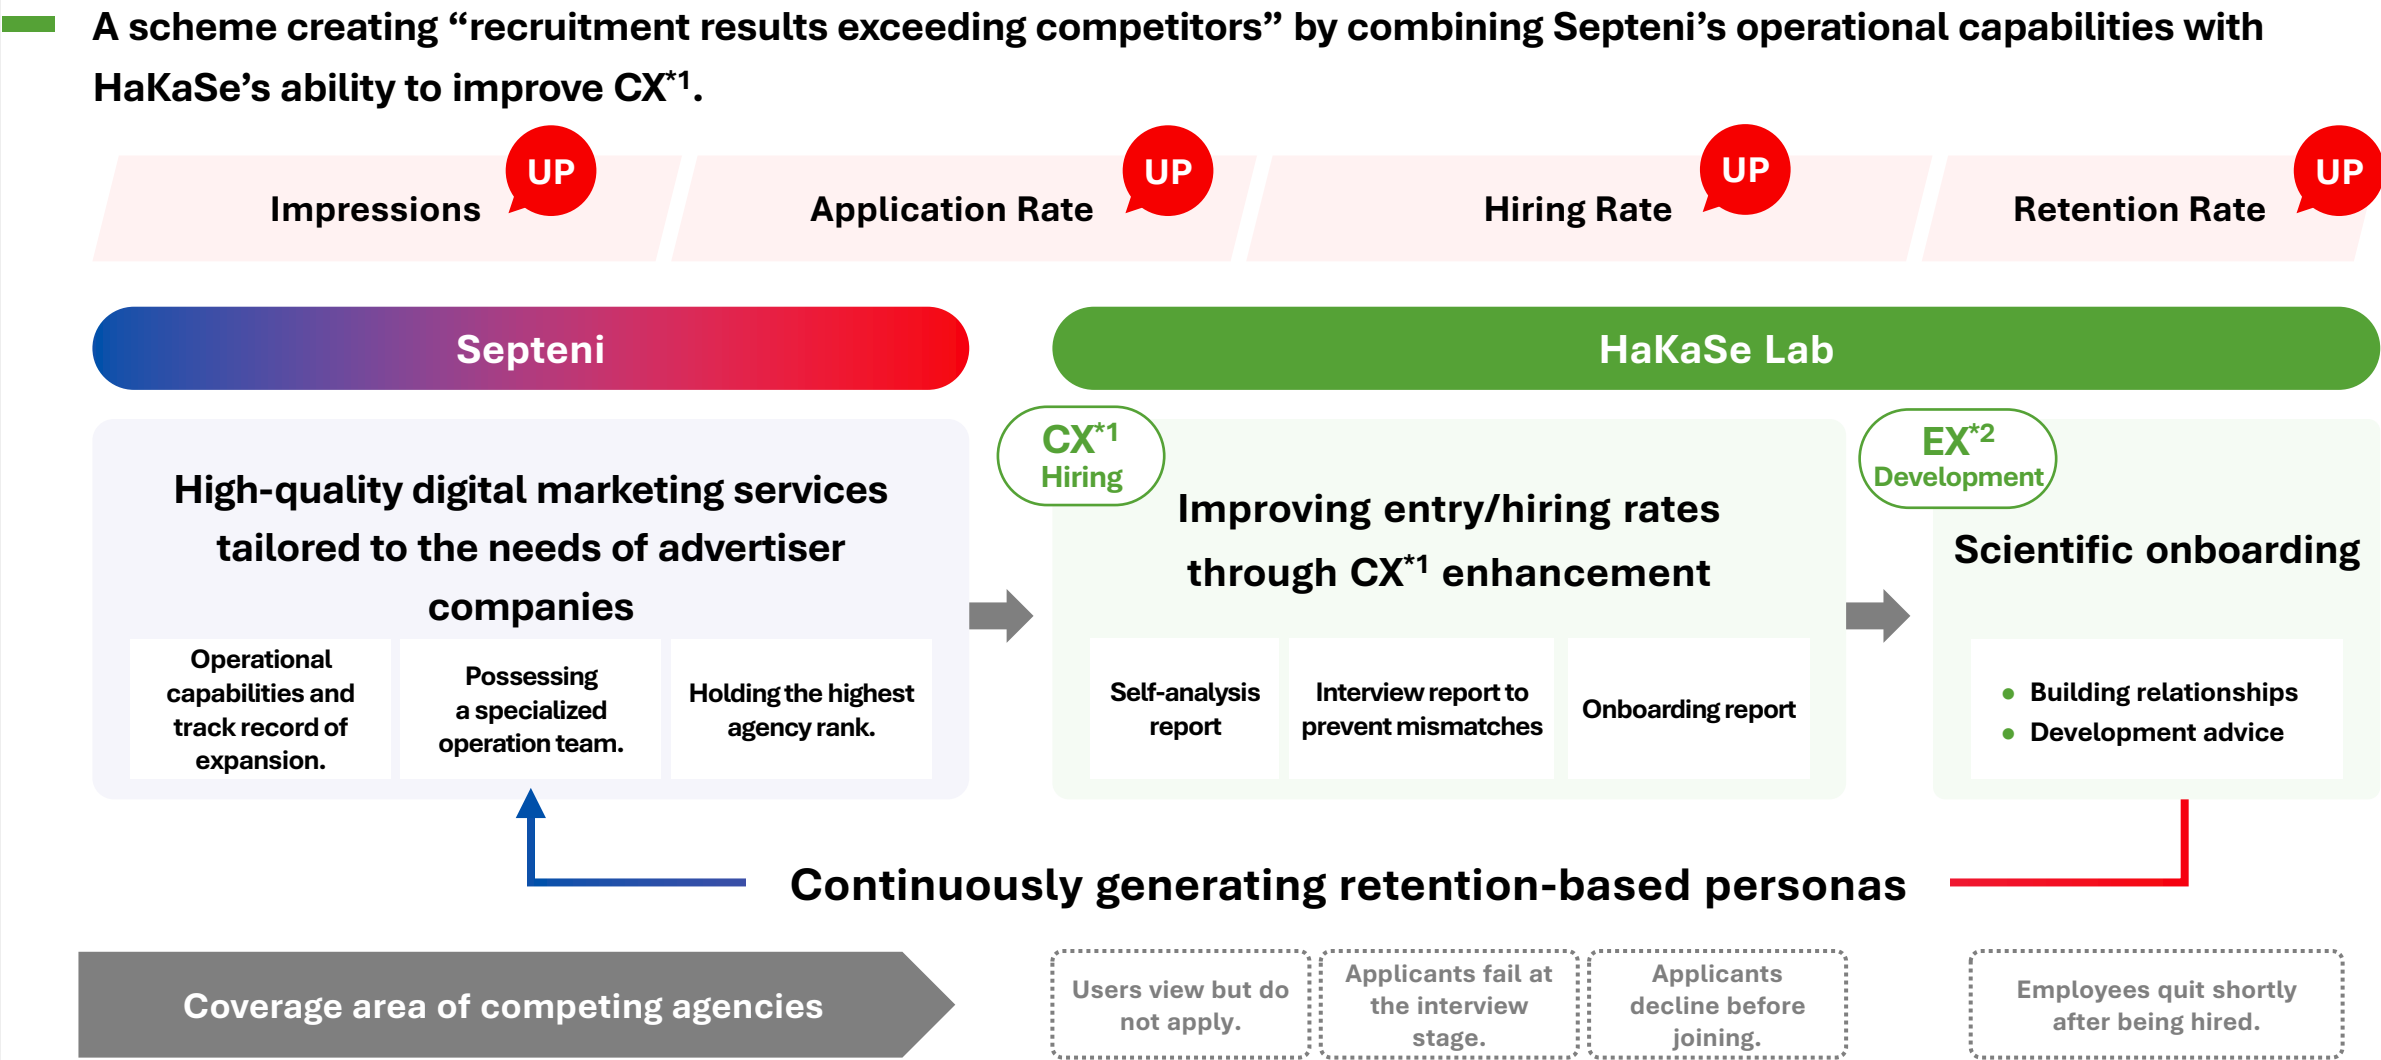 A scheme creating “recruitment results exceeding competitors” by combining Septeni’s operational capabilities with
HaKaSe’s ability to improve CX*1.
Impressions
UP
Application Rate
UP
Hiring Rate
UP
Retention Rate
UP
Septeni
HaKaSe Lab
High-quality digital marketing services
tailored to the needs of advertiser
companies
Operational
capabilities and
track record of
expansion.
Possessing
a specialized
operation team.
Holding the highest
agency rank.
CX*1
Hiring
Improving entry/hiring rates
through CX*1 enhancement
Self-analysis
report
Interview report to
prevent mismatches
Onboarding report
EX*2
Development
Scientific onboarding
● Building relationships
● Development advice
Continuously generating retention-based personas
Coverage area of competing agencies
Users view but do
not apply.
Applicants fail at
the interview
stage.
Applicants
decline before
joining.
Employees quit shortly
after being hired.